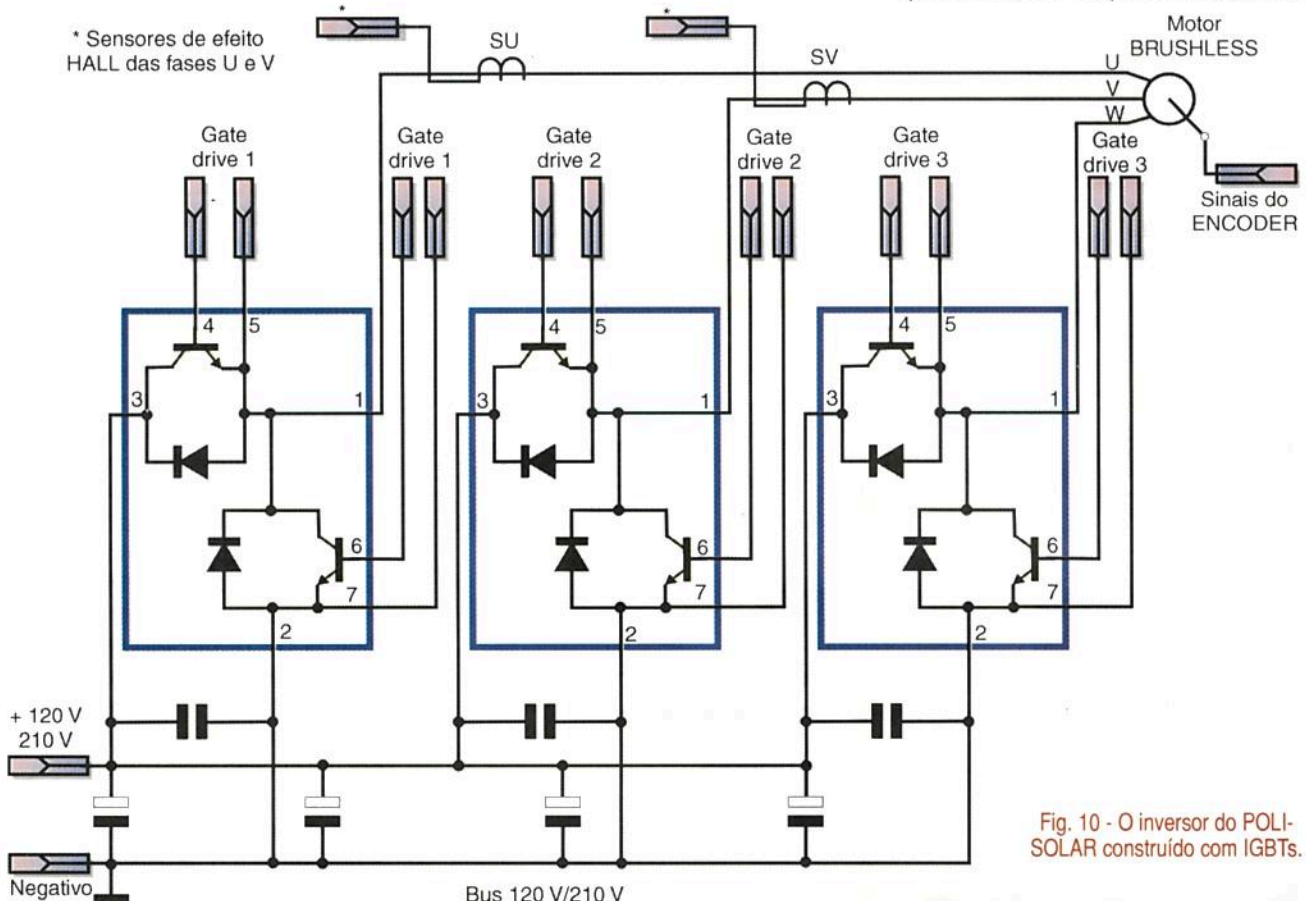 *
*
* Sensores de efeito
HALL das fases U e V
SU
SV
Motor
BRUSHLESS
U
V
W
Gate
drive 1
Gate
drive 1
Gate
drive 2
Gate
drive 2
Gate
drive 3
Gate
drive 3
Sinais do
ENCODER
4
5
3
1
6
7
2
4
5
3
1
6
7
2
4
5
3
1
6
7
2
+ 120 V
210 V
Negativo
Bus 120 V/210 V
Fig. 10 - O inversor do POLI-
SOLAR construído com IGBTs.